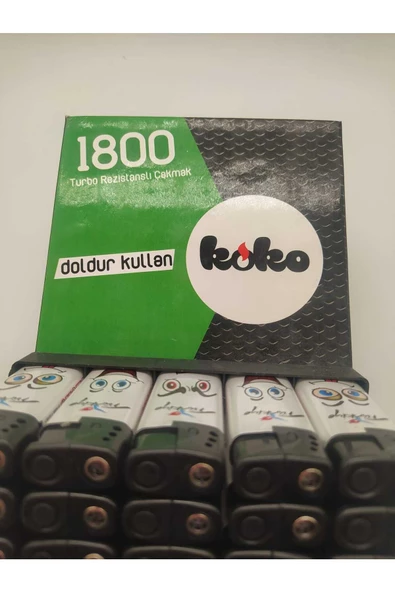 1800
Turbo Rezistanslı Çakmak
doldur kullan
koko